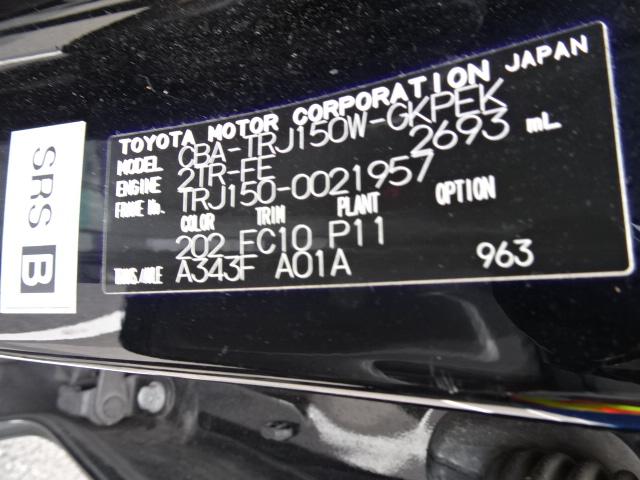 TOYOTA MOTOR CORPORATION JAPAN
MODEL CBA-TRJ150W-GKPEK
ENGINE 2TR-FE 2693 mL
FRAME No. TRJ150-0021957
COLOR TRIM PLANT OPTION
202 FC10 P11
TRANS./AXLE A343F A01A 963
SRS B